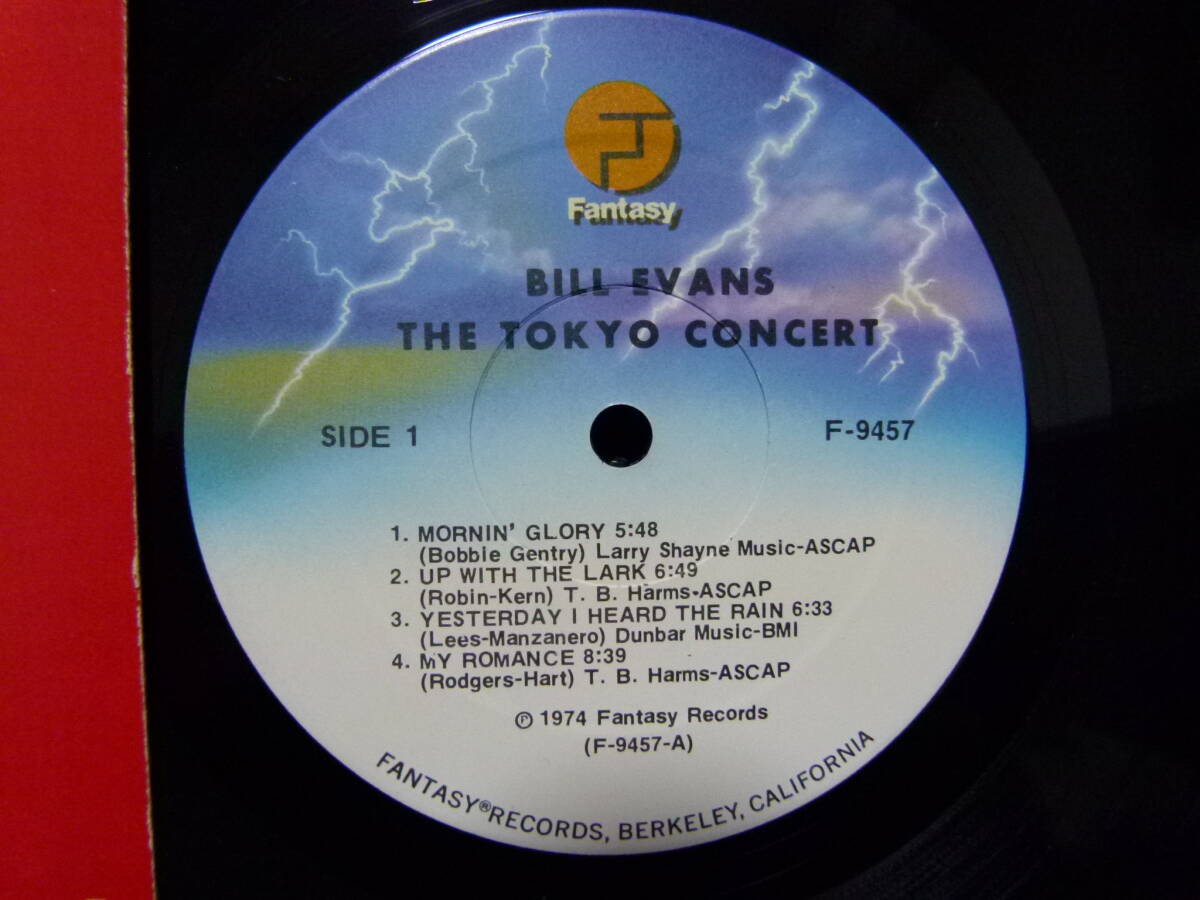 Fantasy
BILL EVANS
THE TOKYO CONCERT
SIDE 1
F-9457
1. MORNIN' GLORY 5:48
(Bobbie Gentry) Larry Shayne Music-ASCAP
2. UP WITH THE LARK 6:49
(Robin-Kern) T. B. Harms-ASCAP
3. YESTERDAY I HEARD THE RAIN 6:33
(Lees-Manzanero) Dunbar Music-BMI
4. MY ROMANCE 8:39
(Rodgers-Hart) T. B. Harms-ASCAP
℗ 1974 Fantasy Records
(F-9457-A)
FANTASY® RECORDS, BERKELEY, CALIFORNIA